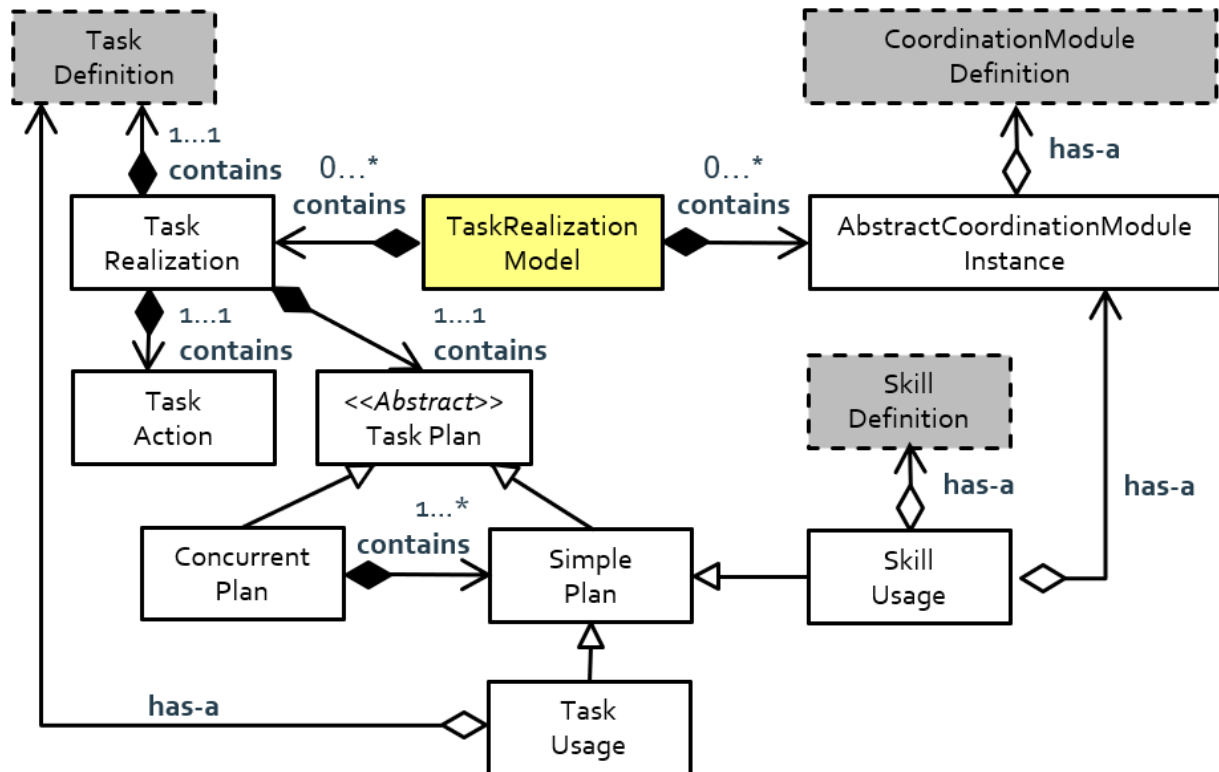 Task
Definition
CoordinationModule
Definition
1...1
contains
0...*
contains
0...*
contains
has-a
Task
Realization
TaskRealization
Model
AbstractCoordinationModule
Instance
1...1
contains
1...1
contains
Task
Action
<<Abstract>>
Task Plan
Skill
Definition
has-a
has-a
1...*
contains
Concurrent
Plan
Simple
Plan
Skill
Usage
has-a
Task
Usage